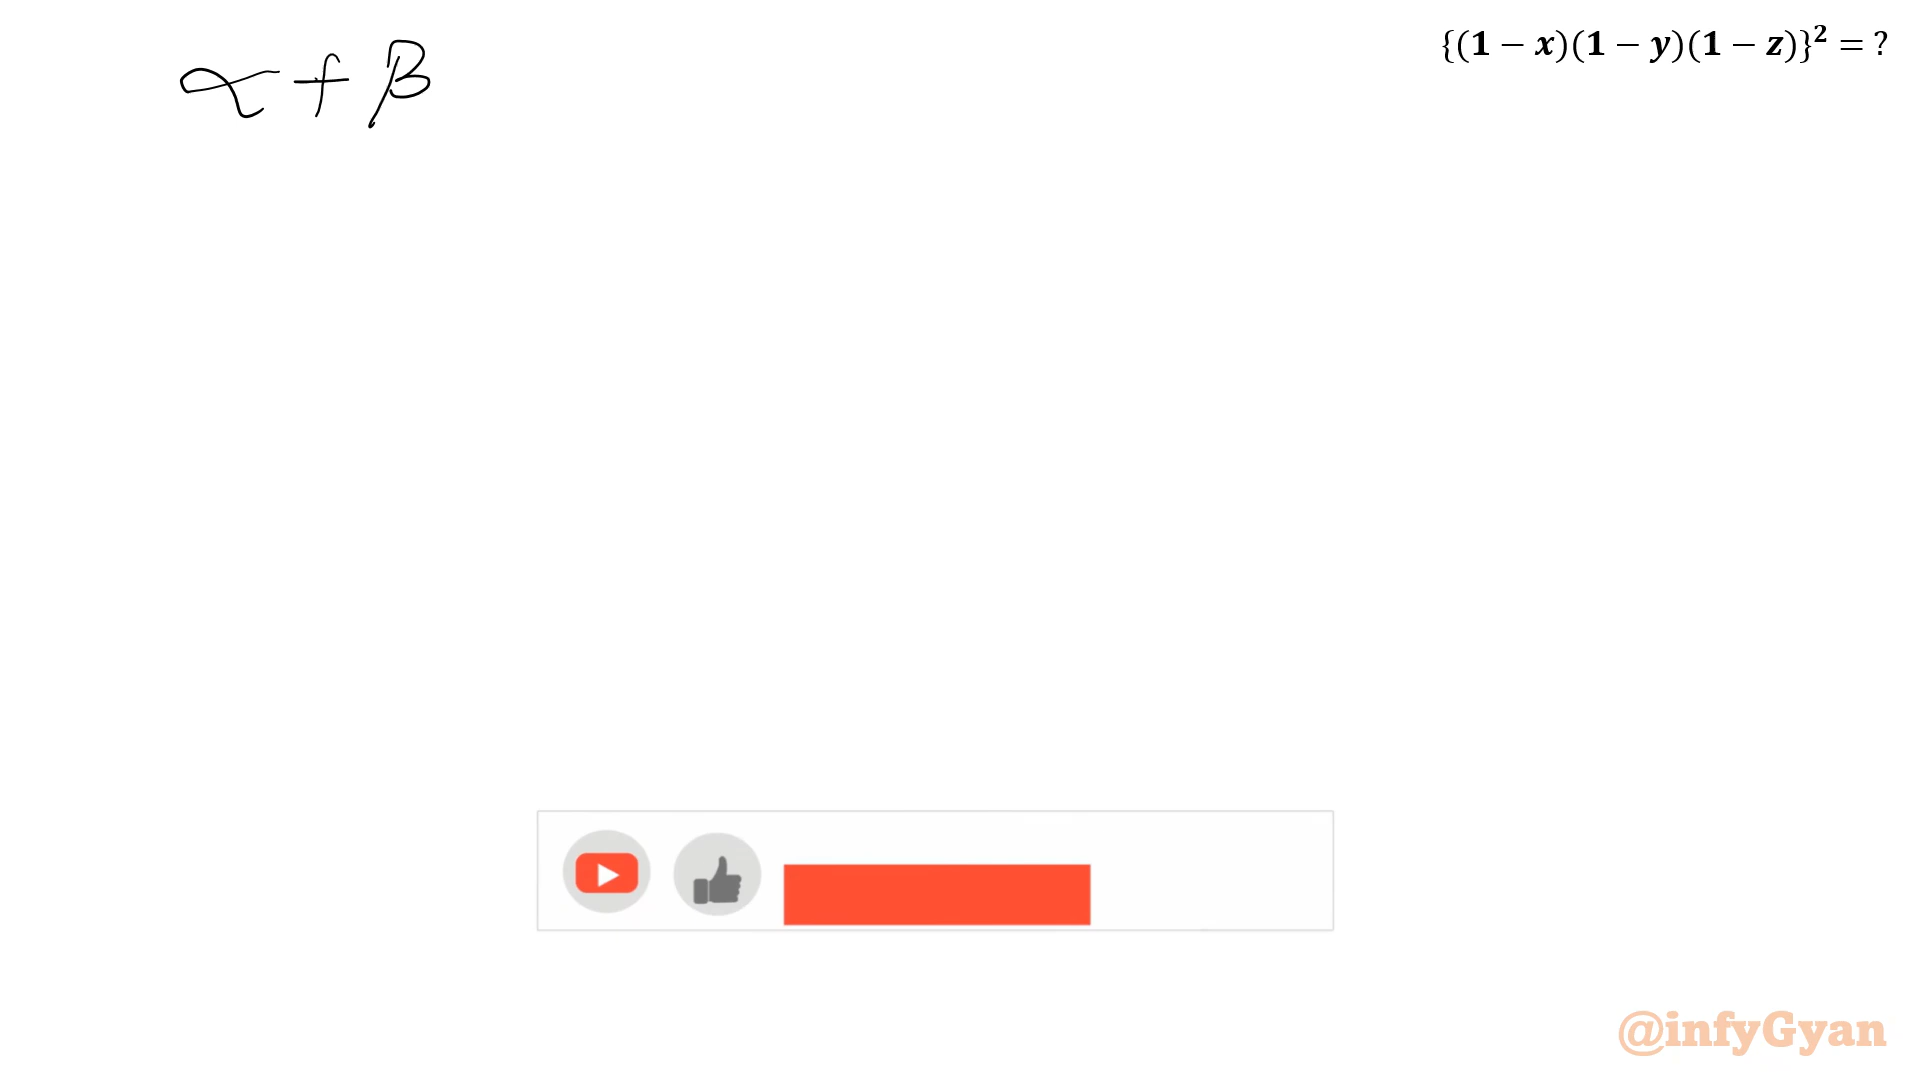 α + β
{(1 − x)(1 − y)(1 − z)}² = ?
@infyGyan